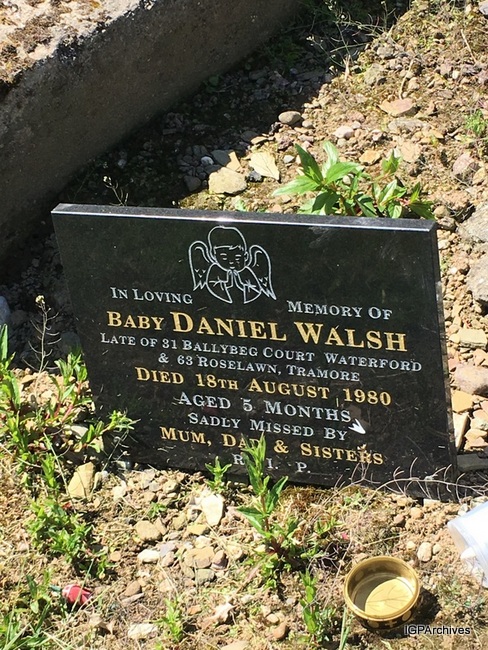 IN LOVING MEMORY OF
BABY DANIEL WALSH
LATE OF 31 BALLYBEG COURT WATERFORD
& 63 ROSELAWN, TRAMORE
DIED 18TH AUGUST 1980
AGED 5 MONTHS
SADLY MISSED BY
MUM, DAD & SISTERS
R. I. P.
IGPArchives